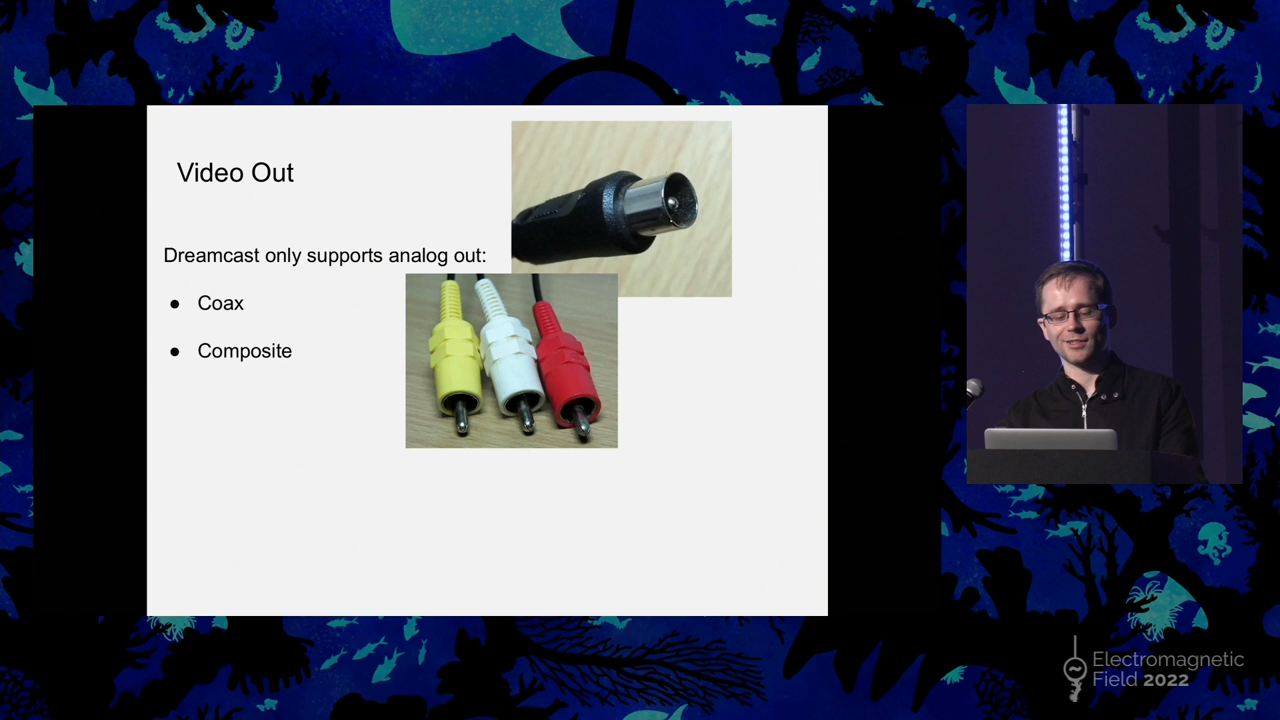 Video Out
Dreamcast only supports analog out:
● Coax
● Composite
Electromagnetic
Field 2022